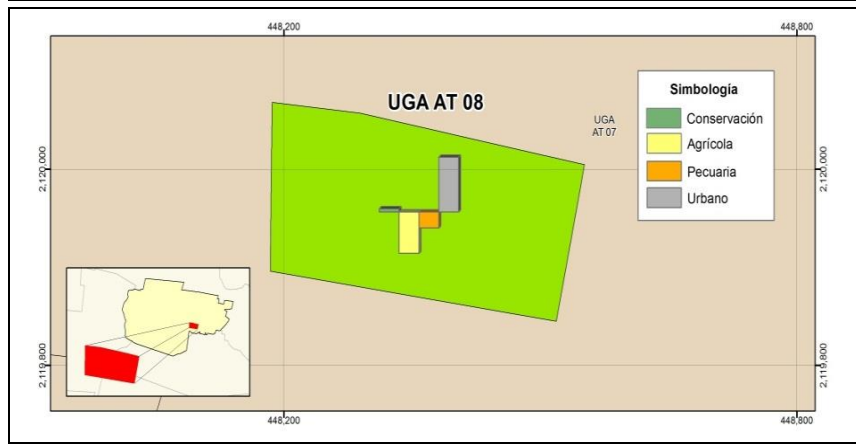 448,200
448,800
UGA AT 08
UGA
AT 07
Simbología
Conservación
Agrícola
Pecuaria
Urbano
2,120,000
2,120,000
2,119,800
2,119,800
448,200
448,800